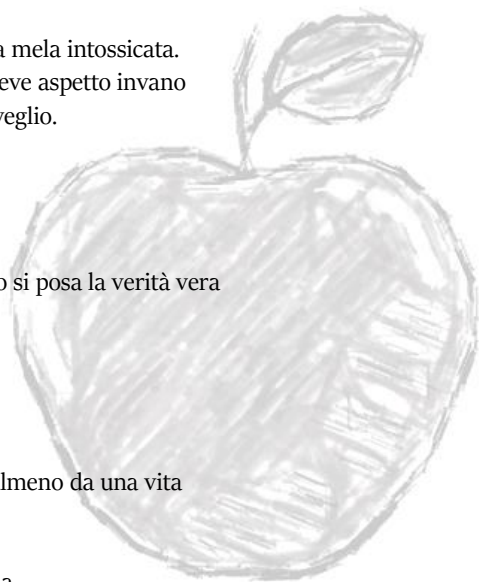 a mela intossicata.
eve aspetto invano
veglio.
o si posa la verità vera
lmeno da una vita
a